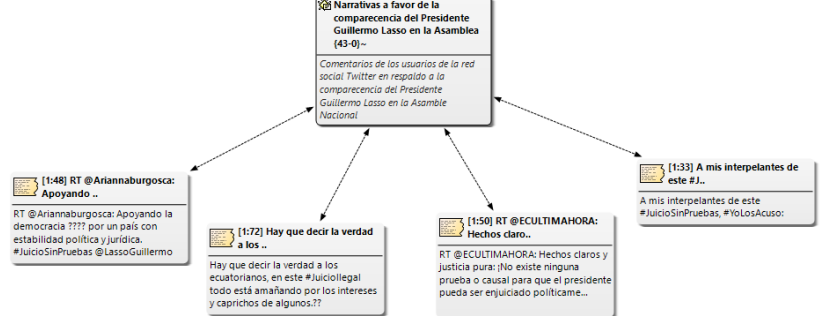 Narrativas a favor de la
comparecencia del Presidente
Guillermo Lasso en la Asamblea
{43-0}~
Comentarios de los usuarios de la red
social Twitter en respaldo a la
comparecencia del Presidente
Guillermo Lasso en la Asamble
Nacional
[1:48] RT @Ariannaburgosca:
Apoyando ..
RT @Ariannaburgosca: Apoyando la
democracia ???? por un país con
estabilidad política y jurídica.
#JuicioSinPruebas @LassoGuillermo
[1:72] Hay que decir la verdad
a los ..
Hay que decir la verdad a los
ecuatorianos, en este #JuicioIlegal
todo está amañando por los intereses
y caprichos de algunos.??
[1:50] RT @ECULTIMAHORA:
Hechos claro..
RT @ECULTIMAHORA: Hechos claros y
justicia pura: ¡No existe ninguna
prueba o causal para que el presidente
pueda ser enjuiciado políticame...
[1:33] A mis interpelantes de
este #J..
A mis interpelantes de este
#JuicioSinPruebas, #YoLosAcuso: